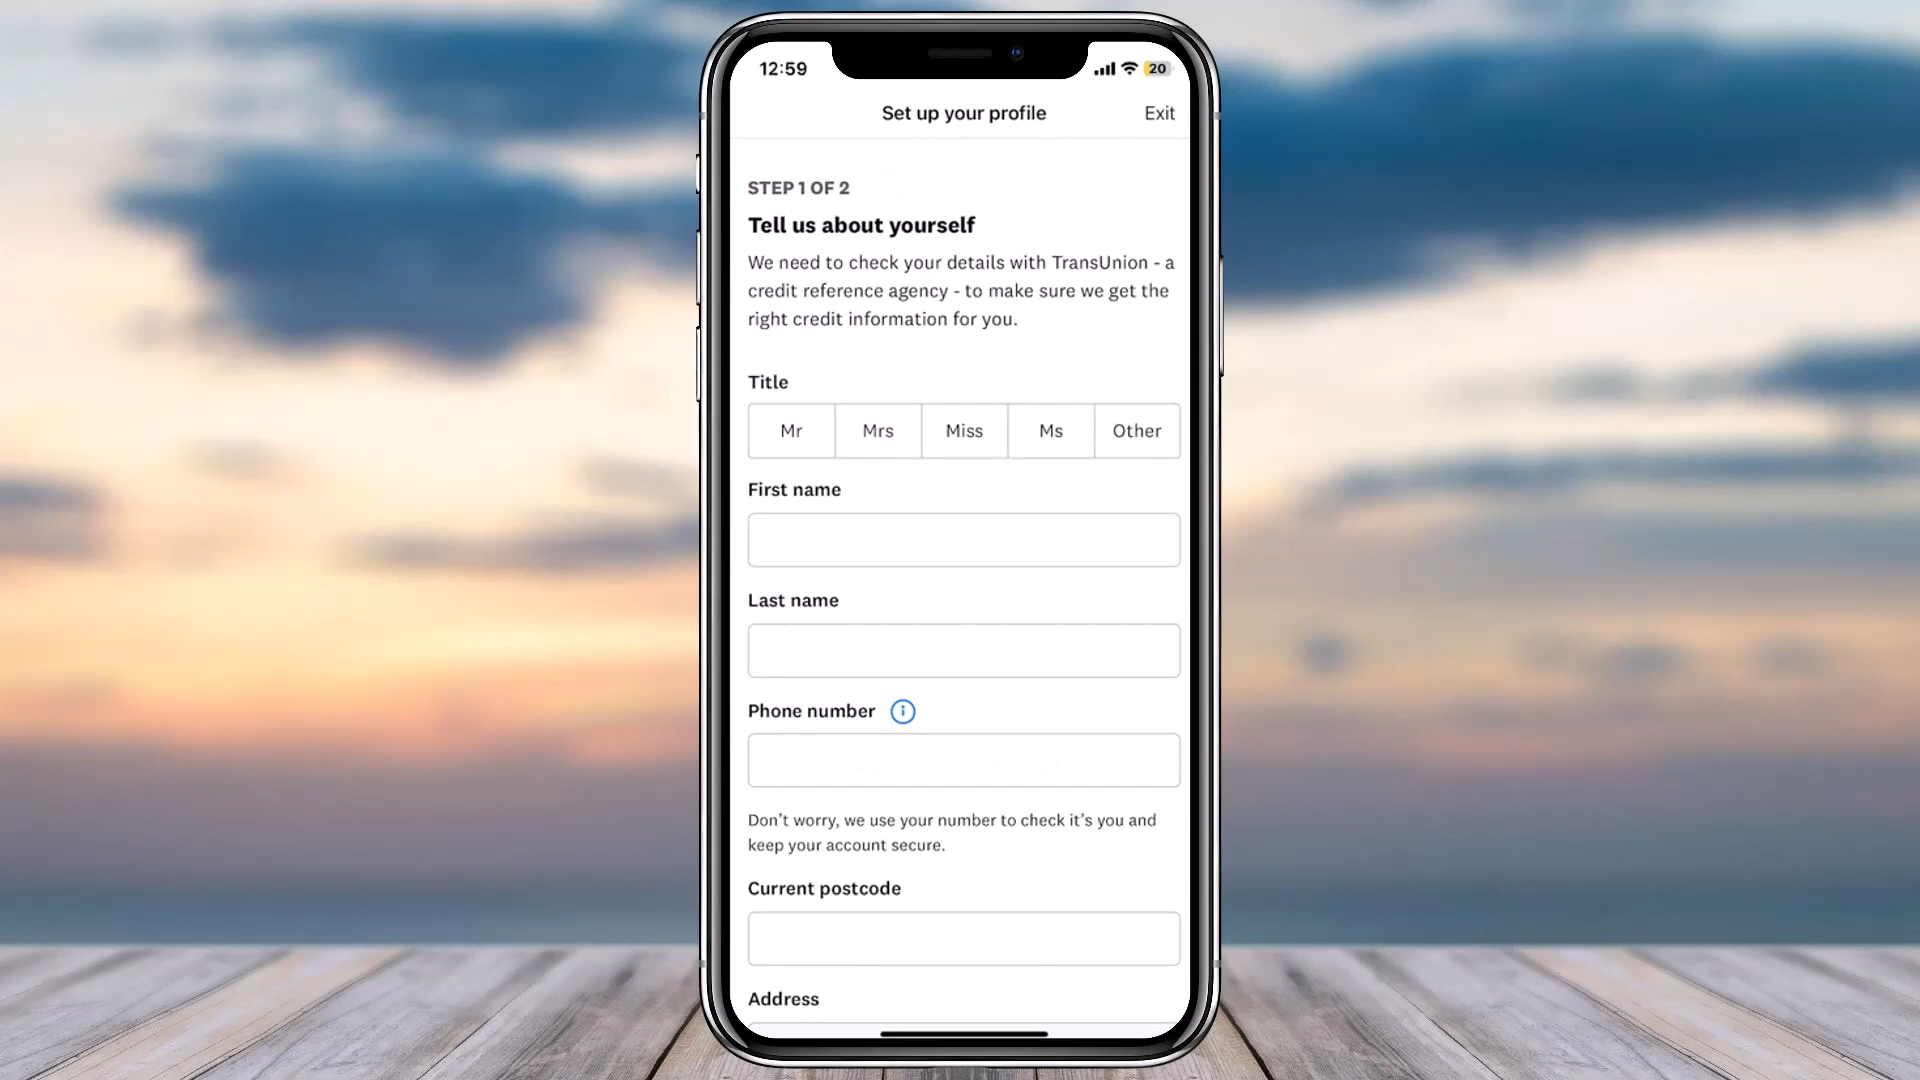 12:59
20
Set up your profile
Exit
STEP 1 OF 2
Tell us about yourself
We need to check your details with TransUnion - a
credit reference agency - to make sure we get the
right credit information for you.
Title
Mr
Mrs
Miss
Ms
Other
First name
Last name
Phone number
Don't worry, we use your number to check it's you and
keep your account secure.
Current postcode
Address